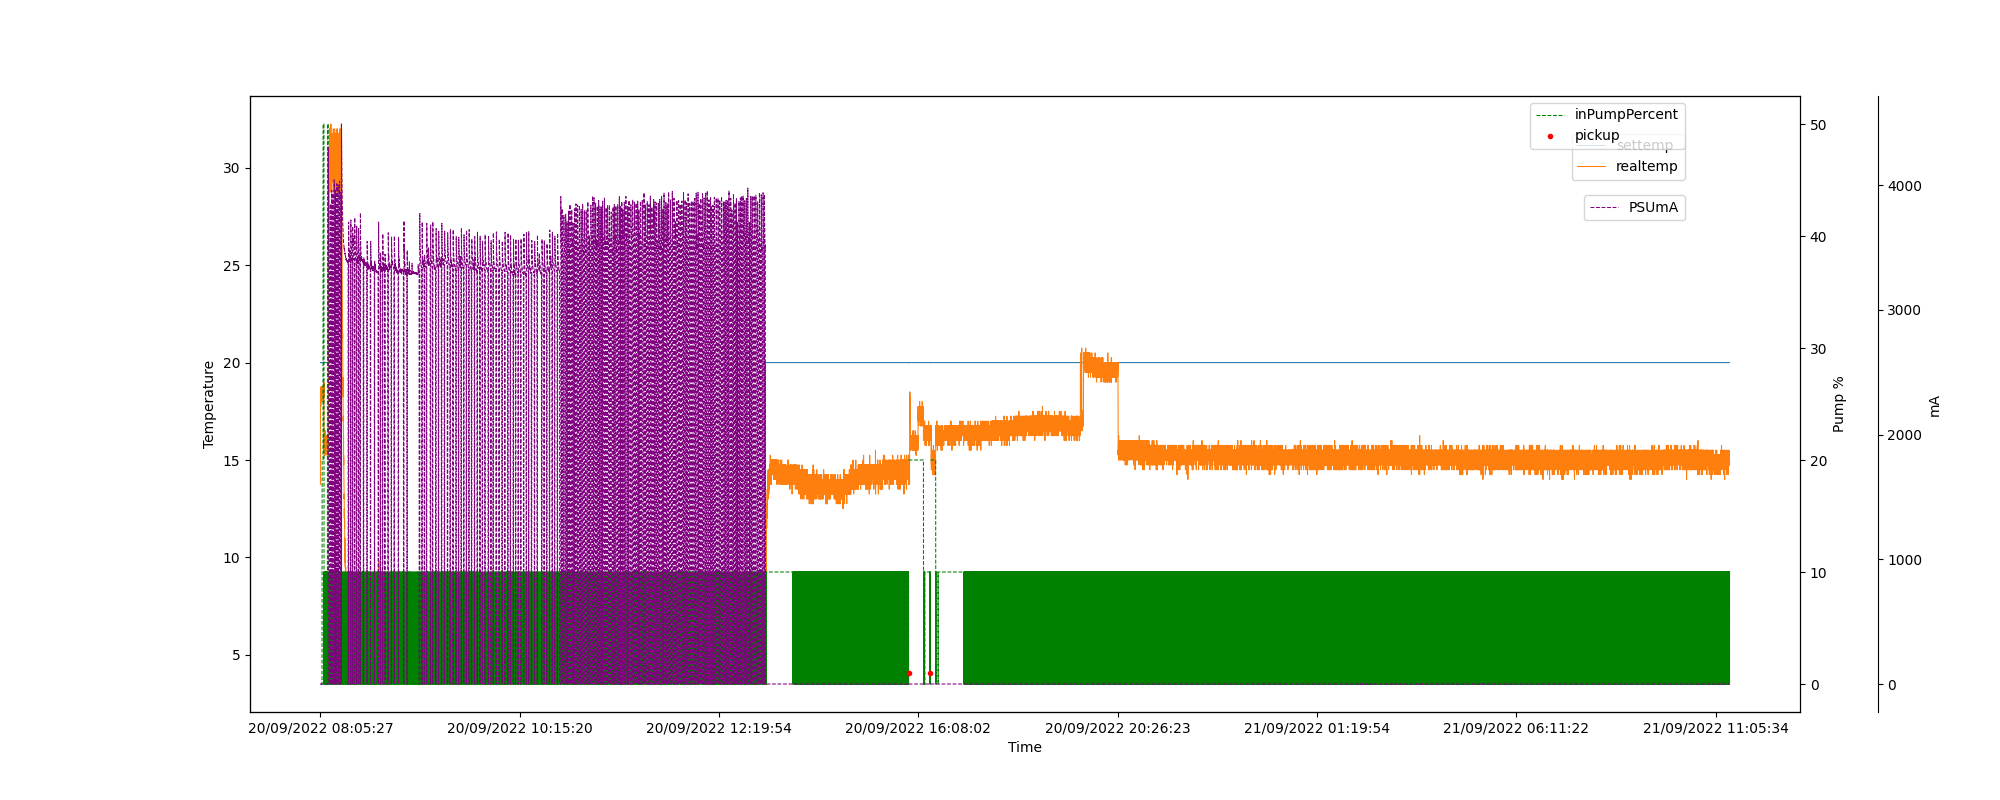 inPumpPercent
pickup
settemp
realtemp
PSUmA
30
25
20
15
10
5
Temperature
50
40
30
20
10
0
Pump %
4000
3000
2000
1000
0
mA
20/09/2022 08:05:27
20/09/2022 10:15:20
20/09/2022 12:19:54
20/09/2022 16:08:02
20/09/2022 20:26:23
21/09/2022 01:19:54
21/09/2022 06:11:22
21/09/2022 11:05:34
Time